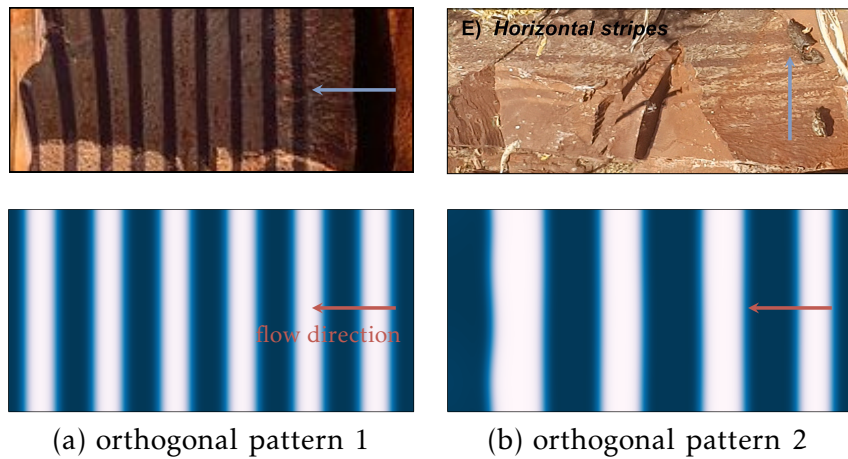 E) Horizontal stripes
flow direction
(a) orthogonal pattern 1
(b) orthogonal pattern 2